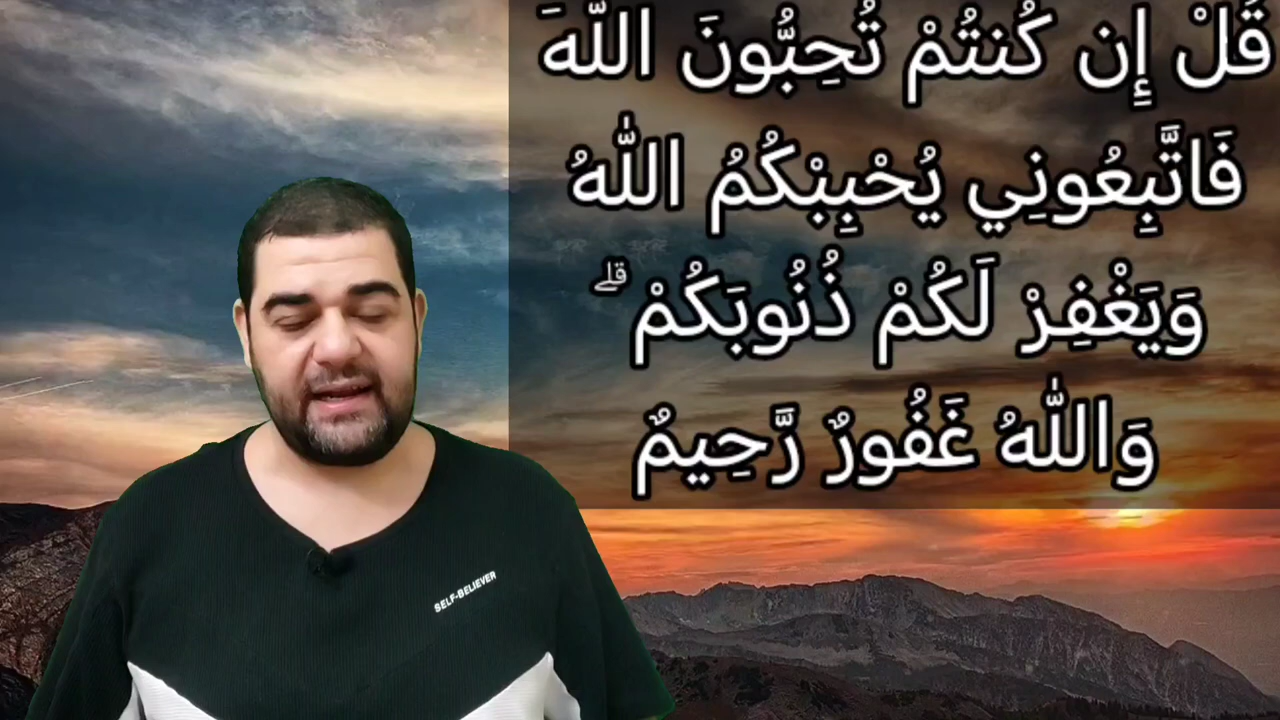 قُلْ إِن كُنتُمْ تُحِبُّونَ اللَّهَ
فَاتَّبِعُونِي يُحْبِبْكُمُ اللَّهُ
وَيَغْفِرْ لَكُمْ ذُنُوبَكُمْ ۗ
وَاللَّهُ غَفُورٌ رَّحِيمٌ
SELF-BELIEVER